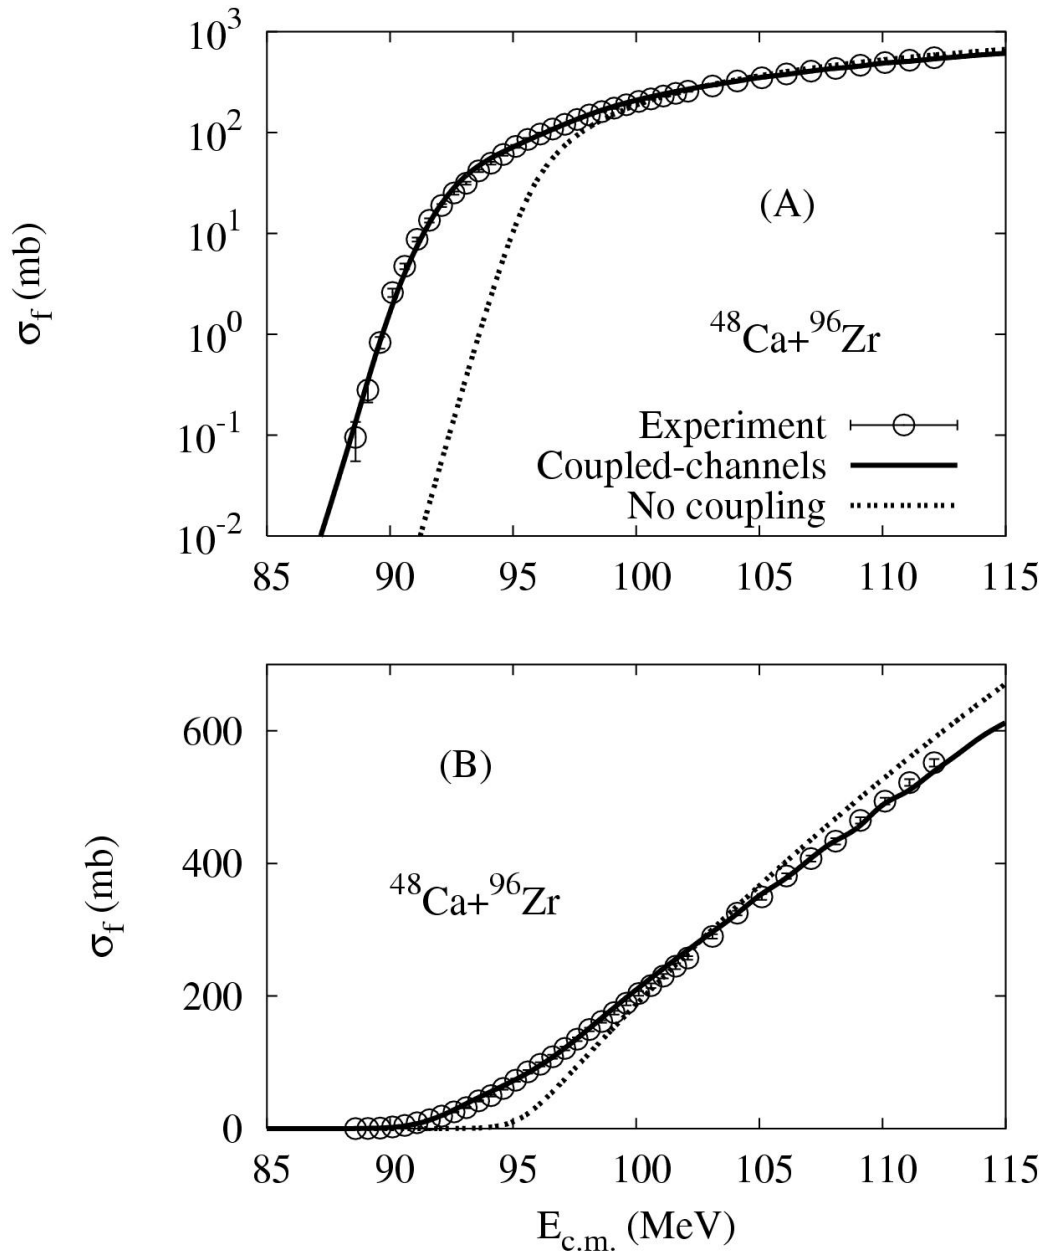 10³
10²
10¹
10⁰
10⁻¹
10⁻²
σf (mb)
(A)
⁴⁸Ca+⁹⁶Zr
Experiment
Coupled-channels
No coupling
85 90 95 100 105 110 115
600
400
200
0
σf (mb)
(B)
⁴⁸Ca+⁹⁶Zr
85 90 95 100 105 110 115
E_c.m. (MeV)